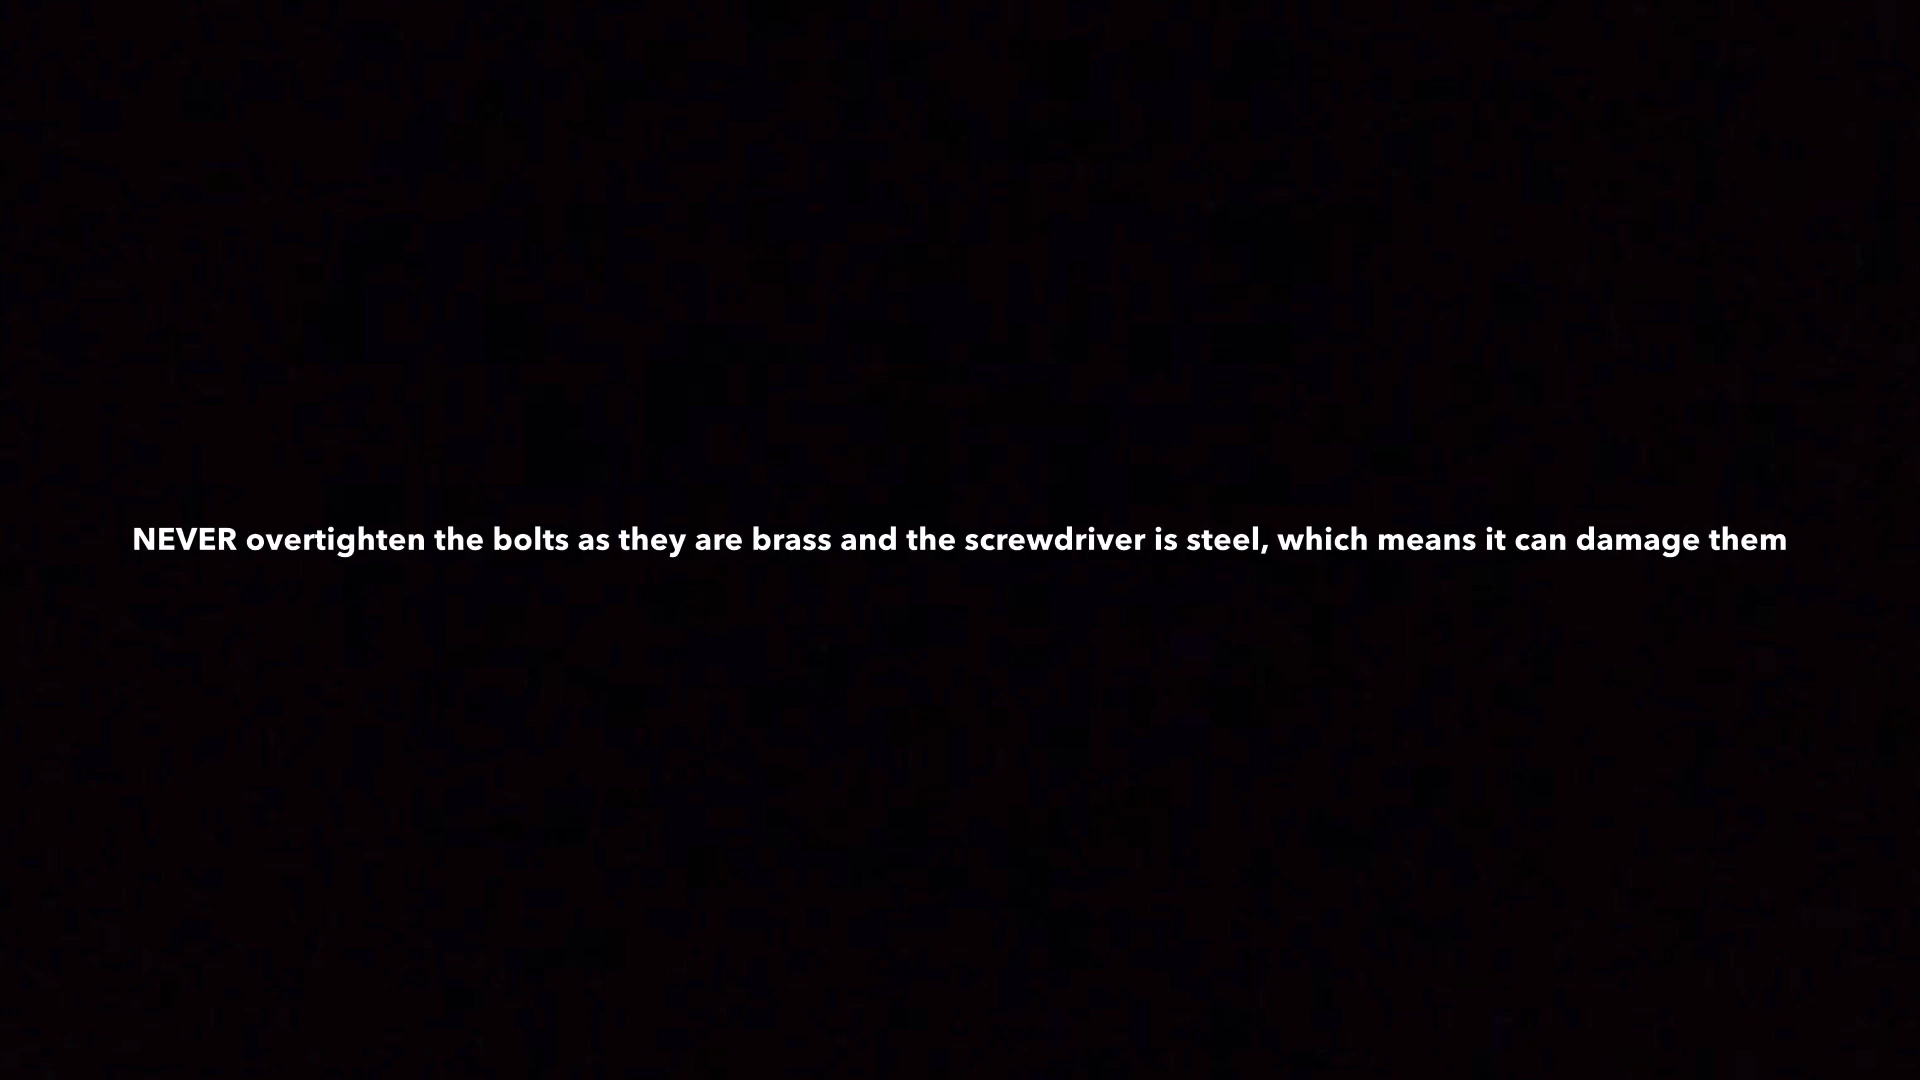 NEVER overtighten the bolts as they are brass and the screwdriver is steel, which means it can damage them